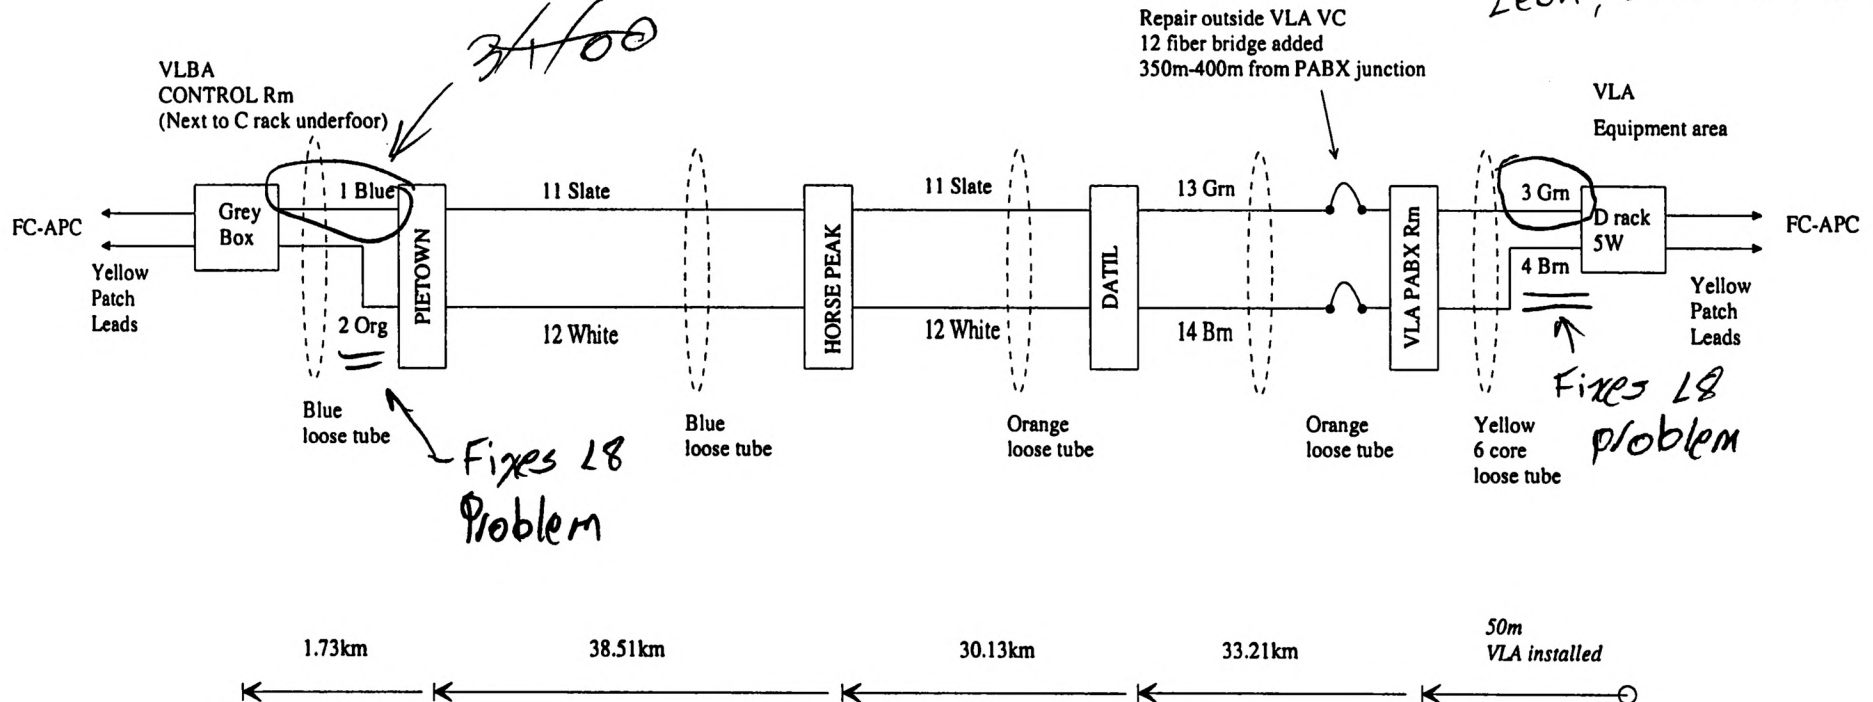 3/1/00
Leon,
Repair outside VLA VC
12 fiber bridge added
350m-400m from PABX junction
VLBA
CONTROL Rm
(Next to C rack underfoor)
VLA
Equipment area
FC-APC
Yellow
Patch
Leads
Grey
Box
1 Blue
2 Org
PIETOWN
11 Slate
12 White
HORSE PEAK
11 Slate
12 White
DATIL
13 Grn
14 Brn
VLA PABX Rm
3 Grn
4 Brn
D rack
5W
FC-APC
Yellow
Patch
Leads
Blue
loose tube
Fixes L8
Problem
Blue
loose tube
Orange
loose tube
Orange
loose tube
Yellow
6 core
loose tube
Fixes L8
problem
1.73km
38.51km
30.13km
33.21km
50m
VLA installed